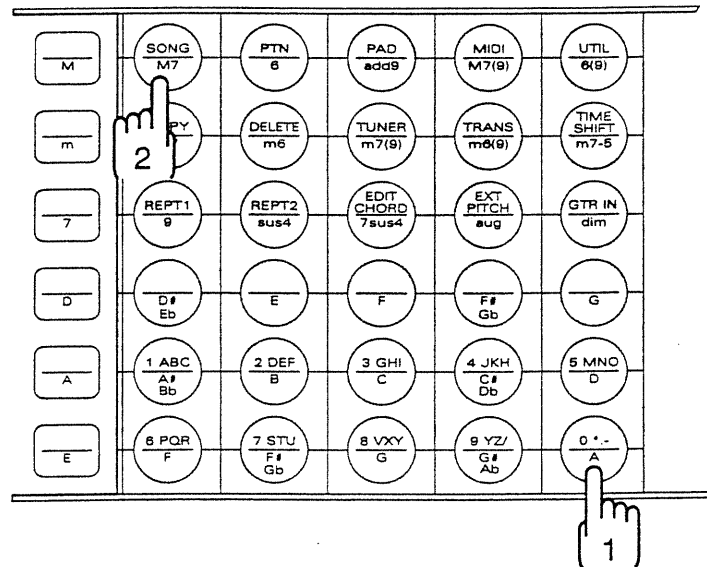 M
SONG
M7
PTN
6
PAD
add9
MIDI
M7(9)
UTIL
6(9)
m
PY
DELETE
m6
TUNER
m7(9)
TRANS
m6(9)
TIME
SHIFT
m7-5
2
7
REPT1
9
REPT2
sus4
EDIT
CHORD
7sus4
EXT
PITCH
aug
GTR IN
dim
D
D#
Eb
E
F
F#
Gb
G
A
1 ABC
A#
Bb
2 DEF
B
3 GHI
C
4 JKH
C#
Db
5 MNO
D
E
6 PQR
F
7 STU
F#
Gb
8 VXY
G
9 YZ/
G#
Ab
0 *.-
A
1